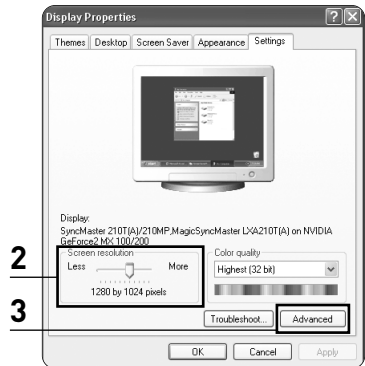 Display Properties
Themes Desktop Screen Saver Appearance Settings
Display:
SyncMaster 210T(A)/210MP,MagicSyncMaster LXA210T(A) on NVIDIA
GeForce2 MX 100/200
Screen resolution
Less More
1280 by 1024 pixels
Color quality
Highest (32 bit)
2
3
Troubleshoot... Advanced
OK Cancel Apply